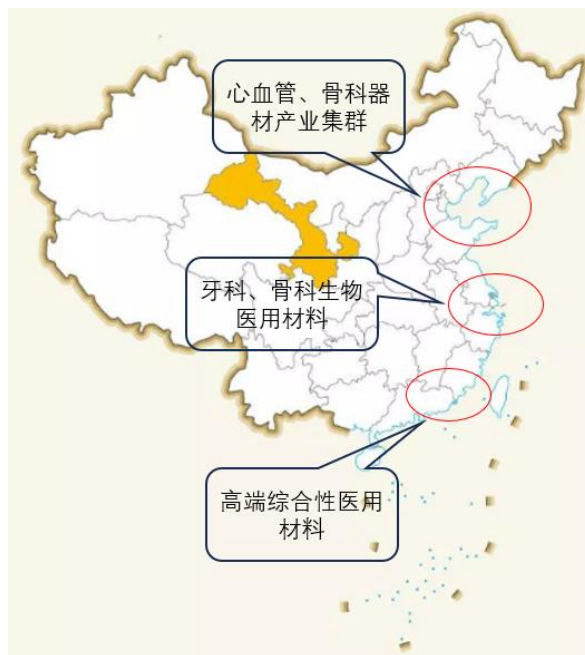 心血管、骨科器
材产业集群
牙科、骨科生物
医用材料
高端综合性医用
材料